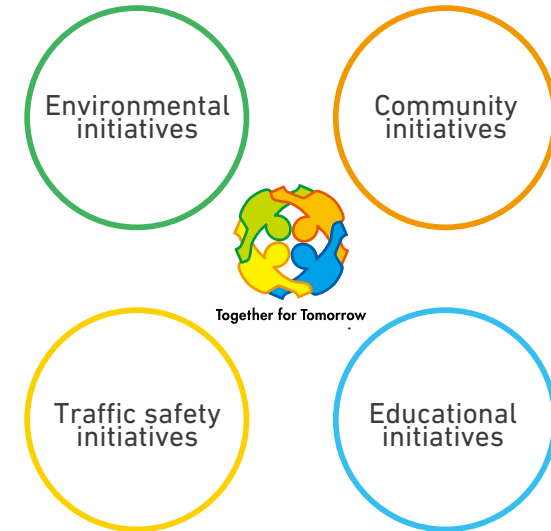 Environmental
initiatives
Community
initiatives
Together for Tomorrow
Traffic safety
initiatives
Educational
initiatives